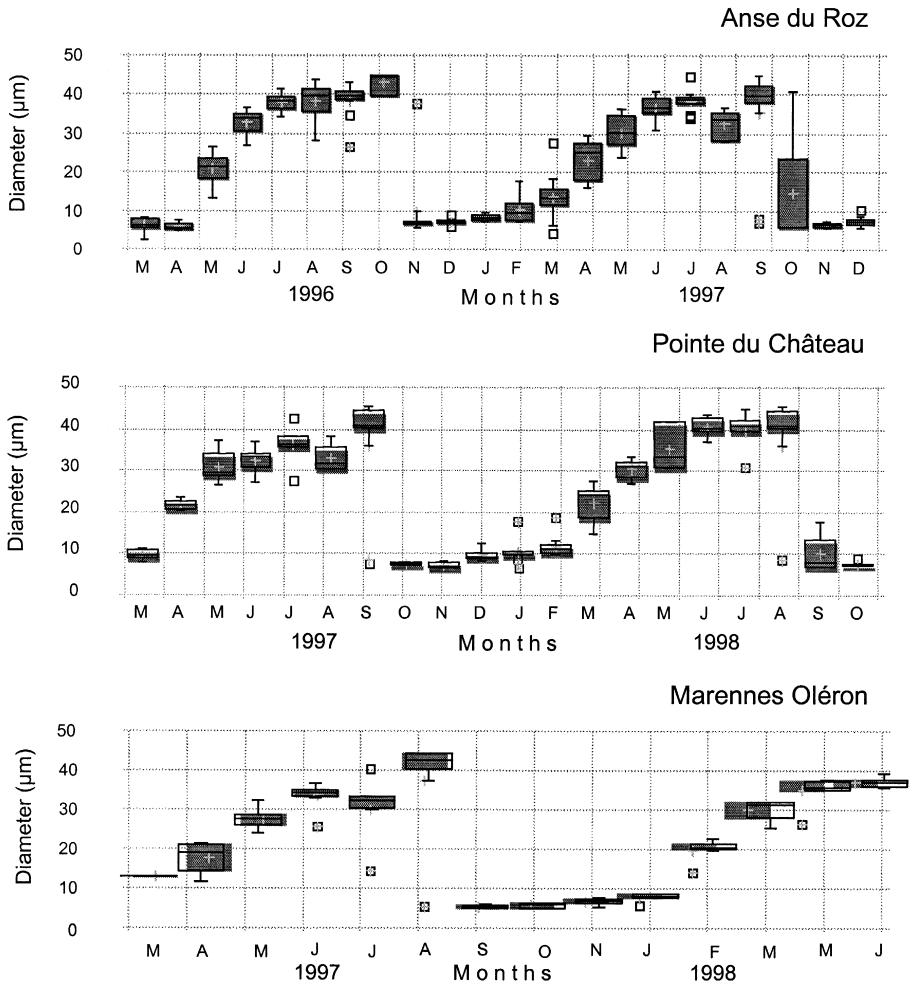 Anse du Roz
50
40
30
20
10
0
Diameter (µm)
M A M J J A S O N D J F M A M J J A S O N D
1996 Months 1997
Pointe du Château
50
40
30
20
10
0
Diameter (µm)
M A M J J A S O N D J F M A M J J A S O
1997 Months 1998
Marennes Oléron
50
40
30
20
10
0
Diameter (µm)
M A M J J A S O N J F M M J
1997 Months 1998